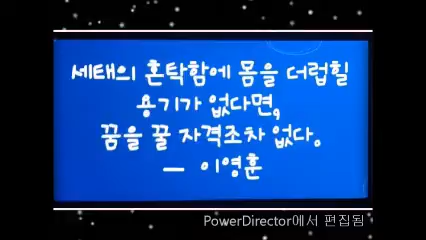 세태의 혼탁함에 몸을 더럽힐
용기가 없다면,
꿈을 꿀 자격조차 없다.
— 이영훈
PowerDirector에서 편집됨